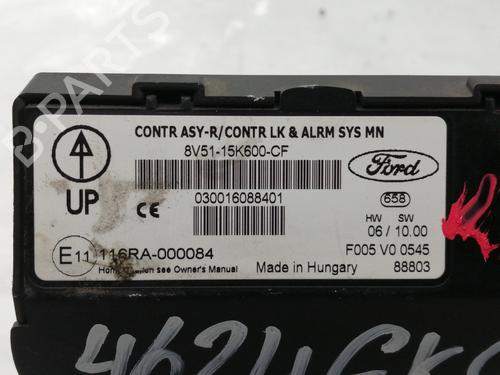 B-PARTS
CONTR ASY-R/CONTR LK & ALRM SYS MN
8V51-15K600-CF
Ford
UP
030016088401
CE
658
HW SW
06 / 10.00
E11 116RA-000084
F005 V0 0545
see Owner's Manual
Made in Hungary
88803